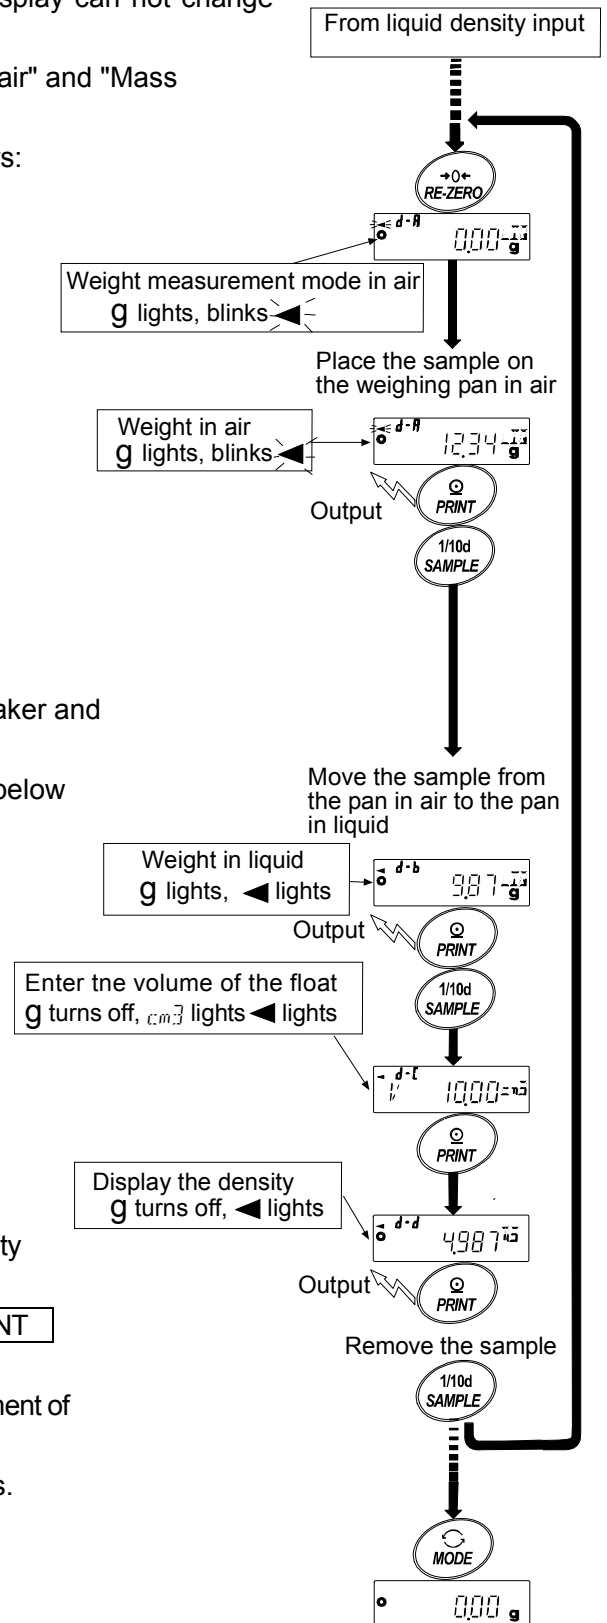 splay can not change
From liquid density input
air" and "Mass
s:
→0←
RE-ZERO
d-A
0.00 g
Weight measurement mode in air
g lights, blinks ◀
Place the sample on
the weighing pan in air
Weight in air
g lights, blinks ◀
d-A
12.34 g
Output
PRINT
1/10d
SAMPLE
aker and
below
Move the sample from
the pan in air to the pan
in liquid
Weight in liquid
g lights, ◀ lights
d-b
9.87 g
Output
PRINT
1/10d
SAMPLE
Enter tne volume of the float
g turns off, cm3 lights ◀ lights
d-C
V 10.00
PRINT
Display the density
g turns off, ◀ lights
d-d
4.987
ty
Output
PRINT
NT
Remove the sample
1/10d
SAMPLE
nent of
s.
MODE
0.00 g